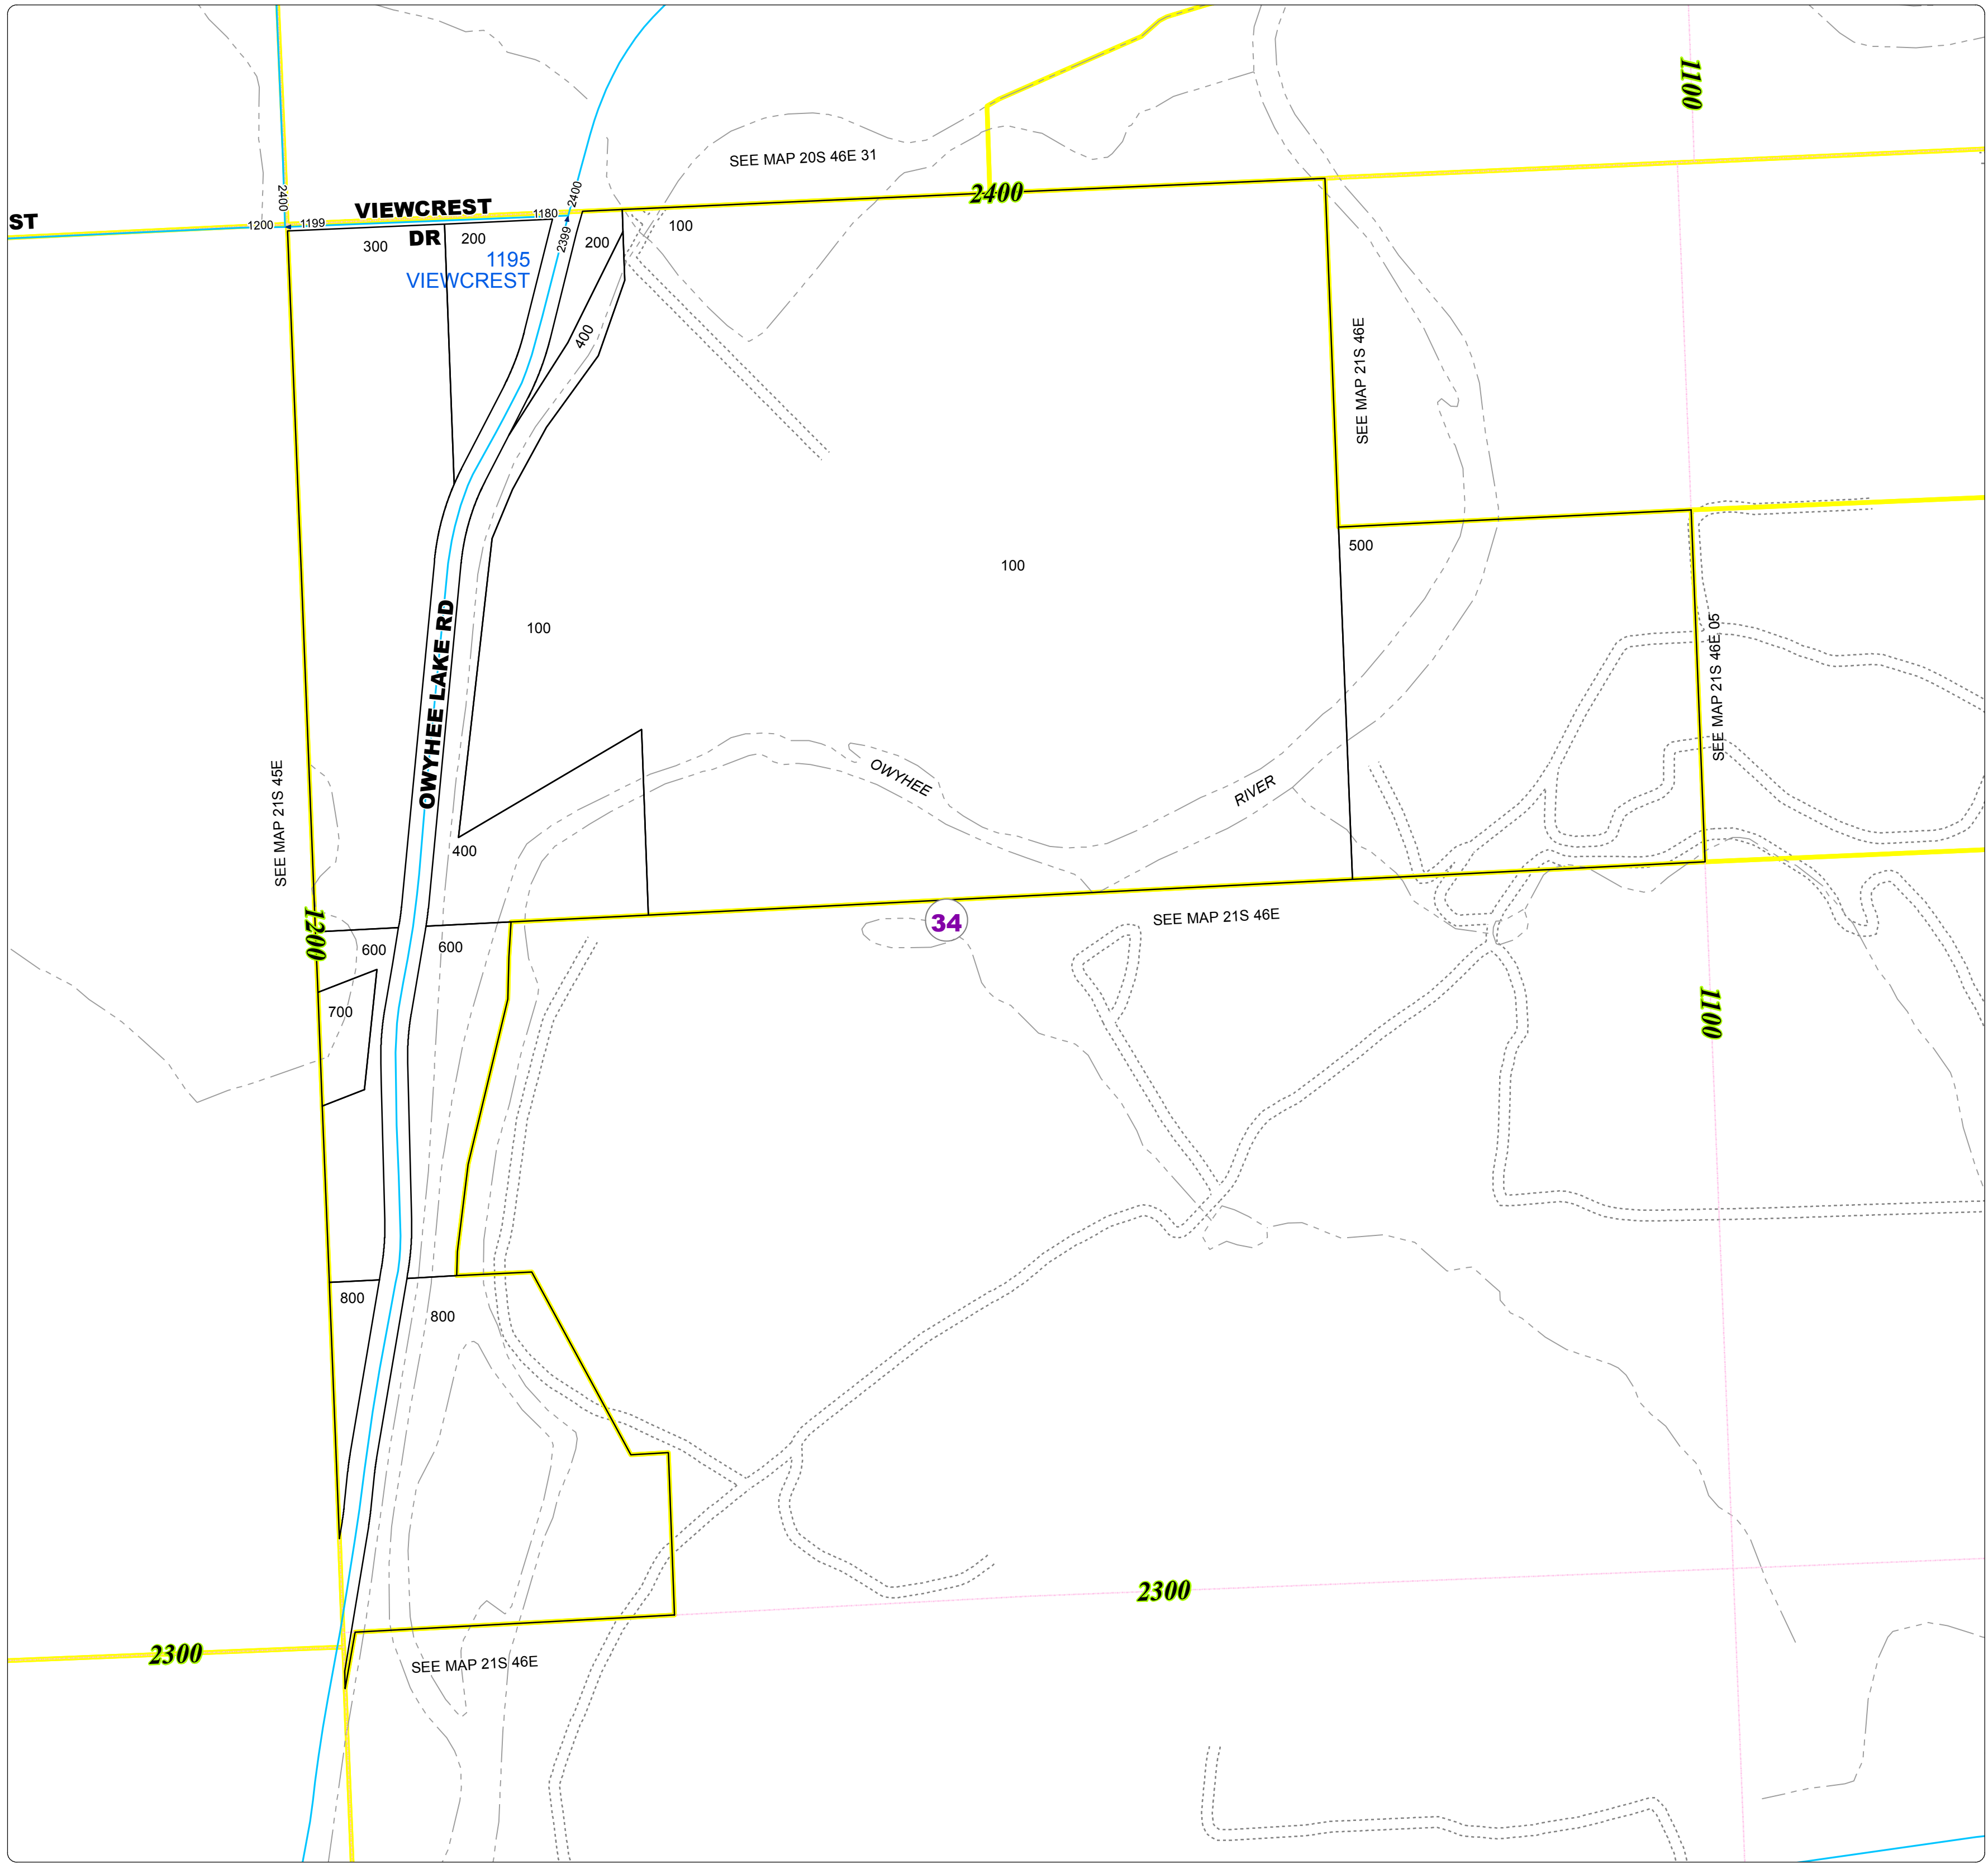 1100
SEE MAP 20S 46E 31
2400
2400
2400
VIEWCREST
ST
1200
1199
1180
DR
300
200
2399
200
100
1195
VIEWCREST
400
SEE MAP 21S 46E
500
100
100
OWYHEE LAKE RD
SEE MAP 21S 46E 05
SEE MAP 21S 45E
OWYHEE
RIVER
400
1200
34
SEE MAP 21S 46E
600
600
700
1100
800
800
2300
2300
SEE MAP 21S 46E